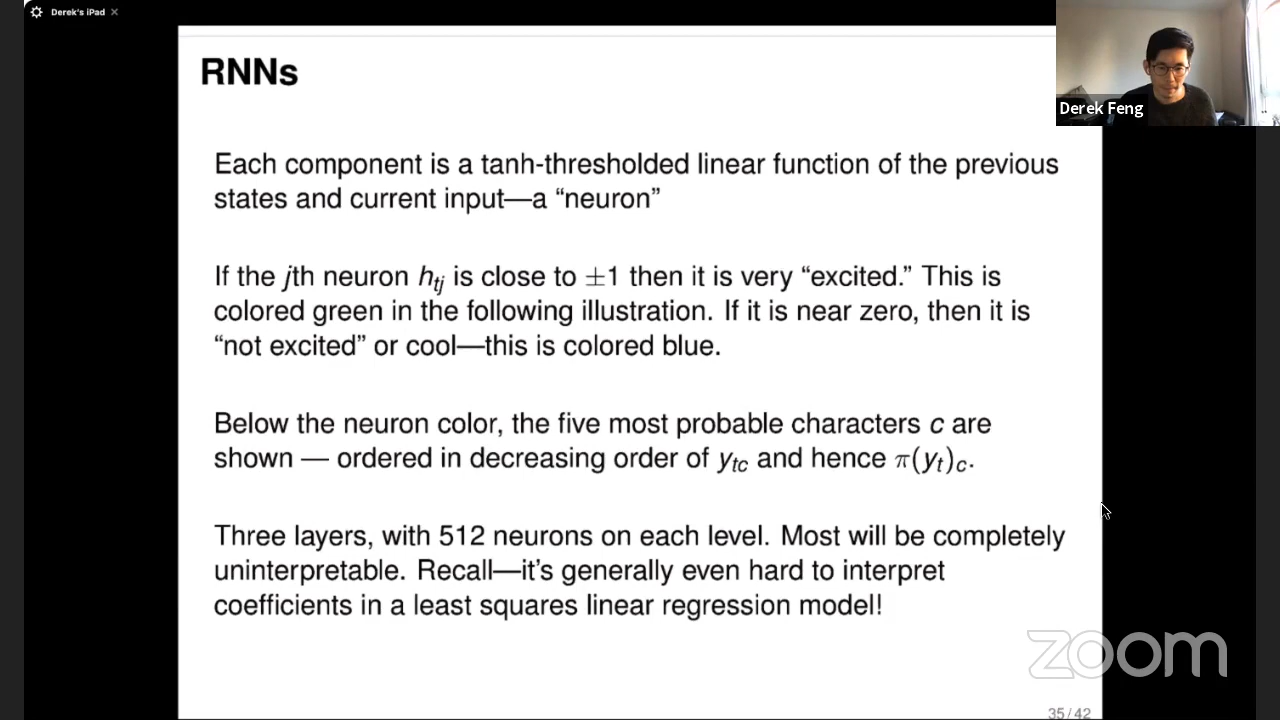 Derek's iPad
RNNs
Derek Feng
Each component is a tanh-thresholded linear function of the previous
states and current input—a “neuron”
If the jth neuron htj is close to ±1 then it is very “excited.” This is
colored green in the following illustration. If it is near zero, then it is
“not excited” or cool—this is colored blue.
Below the neuron color, the five most probable characters c are
shown — ordered in decreasing order of ytc and hence π(yt)c.
Three layers, with 512 neurons on each level. Most will be completely
uninterpretable. Recall—it's generally even hard to interpret
coefficients in a least squares linear regression model!
zoom
35/42